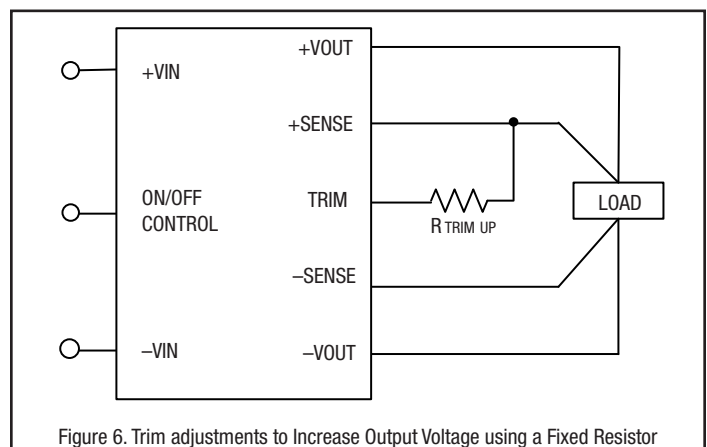 +VOUT
+VIN
+SENSE
ON/OFF
CONTROL
TRIM
R TRIM UP
LOAD
–SENSE
–VIN
–VOUT
Figure 6. Trim adjustments to Increase Output Voltage using a Fixed Resistor